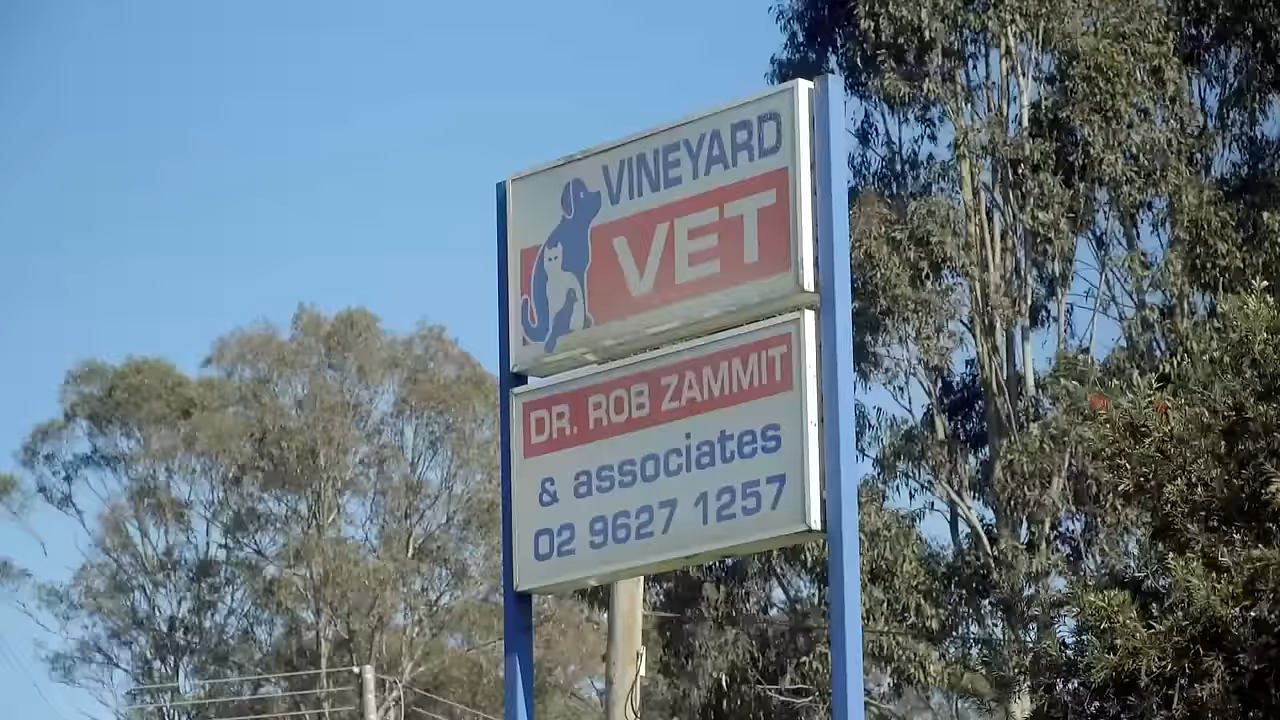 VINEYARD
VET
DR. ROB ZAMMIT
& associates
02 9627 1257